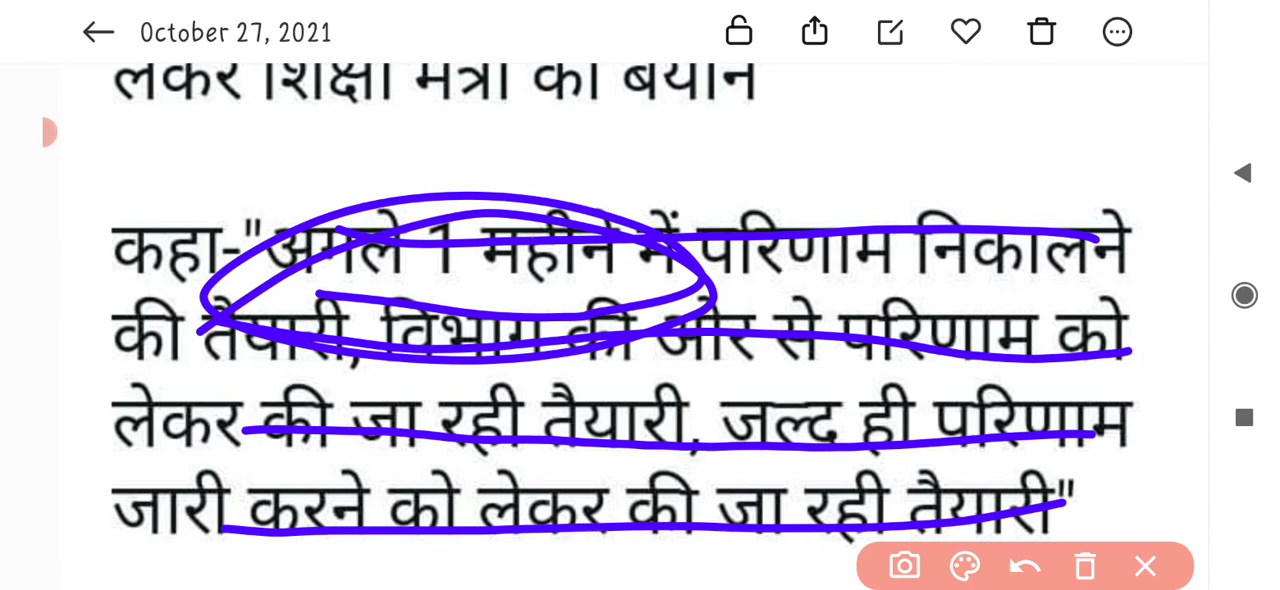 October 27, 2021
लेकर शिक्षा मंत्री का बयान
कहा-"अगले 1 महीने में परिणाम निकालने
की तैयारी, विभाग की ओर से परिणाम को
लेकर की जा रही तैयारी, जल्द ही परिणाम
जारी करने को लेकर की जा रही तैयारी"